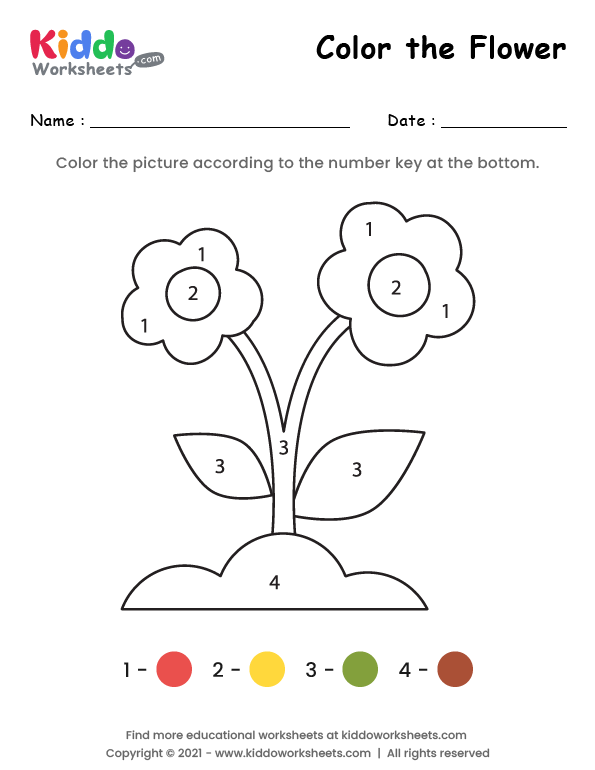 Kiddo
Worksheets.com
Color the Flower
Name : Date :
Color the picture according to the number key at the bottom.
1
1
2
2
1
1
3
3
3
4
1 - 2 - 3 - 4 -
Find more educational worksheets at kiddoworksheets.com
Copyright © 2021 - www.kiddoworksheets.com | All rights reserved